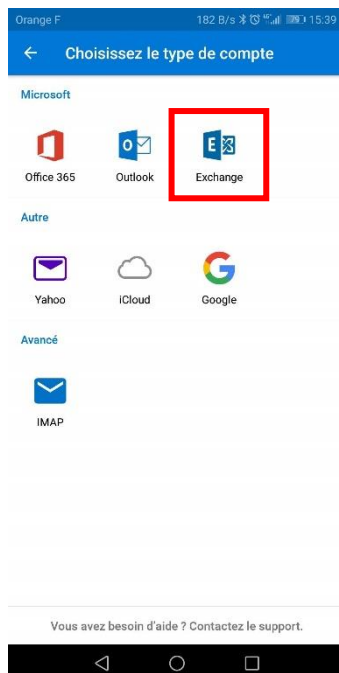 Orange F 182 B/s 15:39
Choisissez le type de compte
Microsoft
Office 365 Outlook Exchange
Autre
Yahoo iCloud Google
Avancé
IMAP
Vous avez besoin d'aide ? Contactez le support.